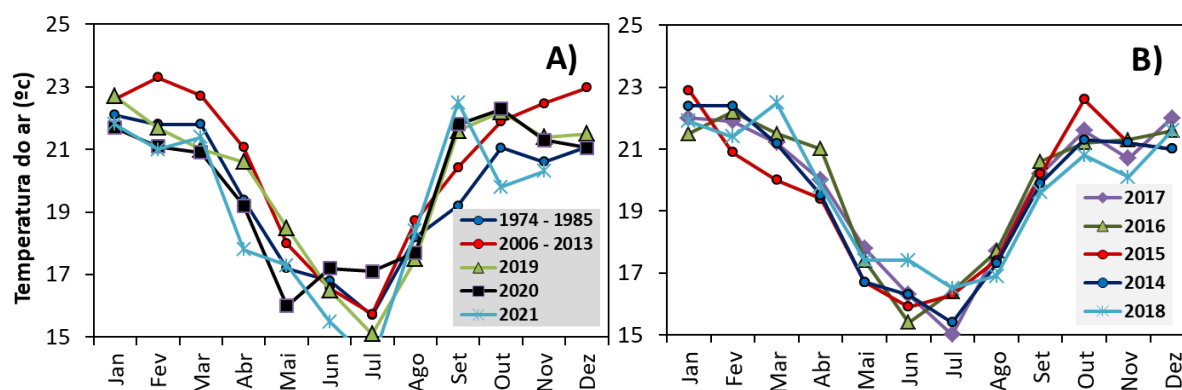 Temperatura do ar (ºc)
25
23
21
19
17
15
A)
1974 - 1985
2006 - 2013
2019
2020
2021
Jan
Fev
Mar
Abr
Mai
Jun
Jul
Ago
Set
Out
Nov
Dez
25
23
21
19
17
15
B)
2017
2016
2015
2014
2018
Jan
Fev
Mar
Abr
Mai
Jun
Jul
Ago
Set
Out
Nov
Dez